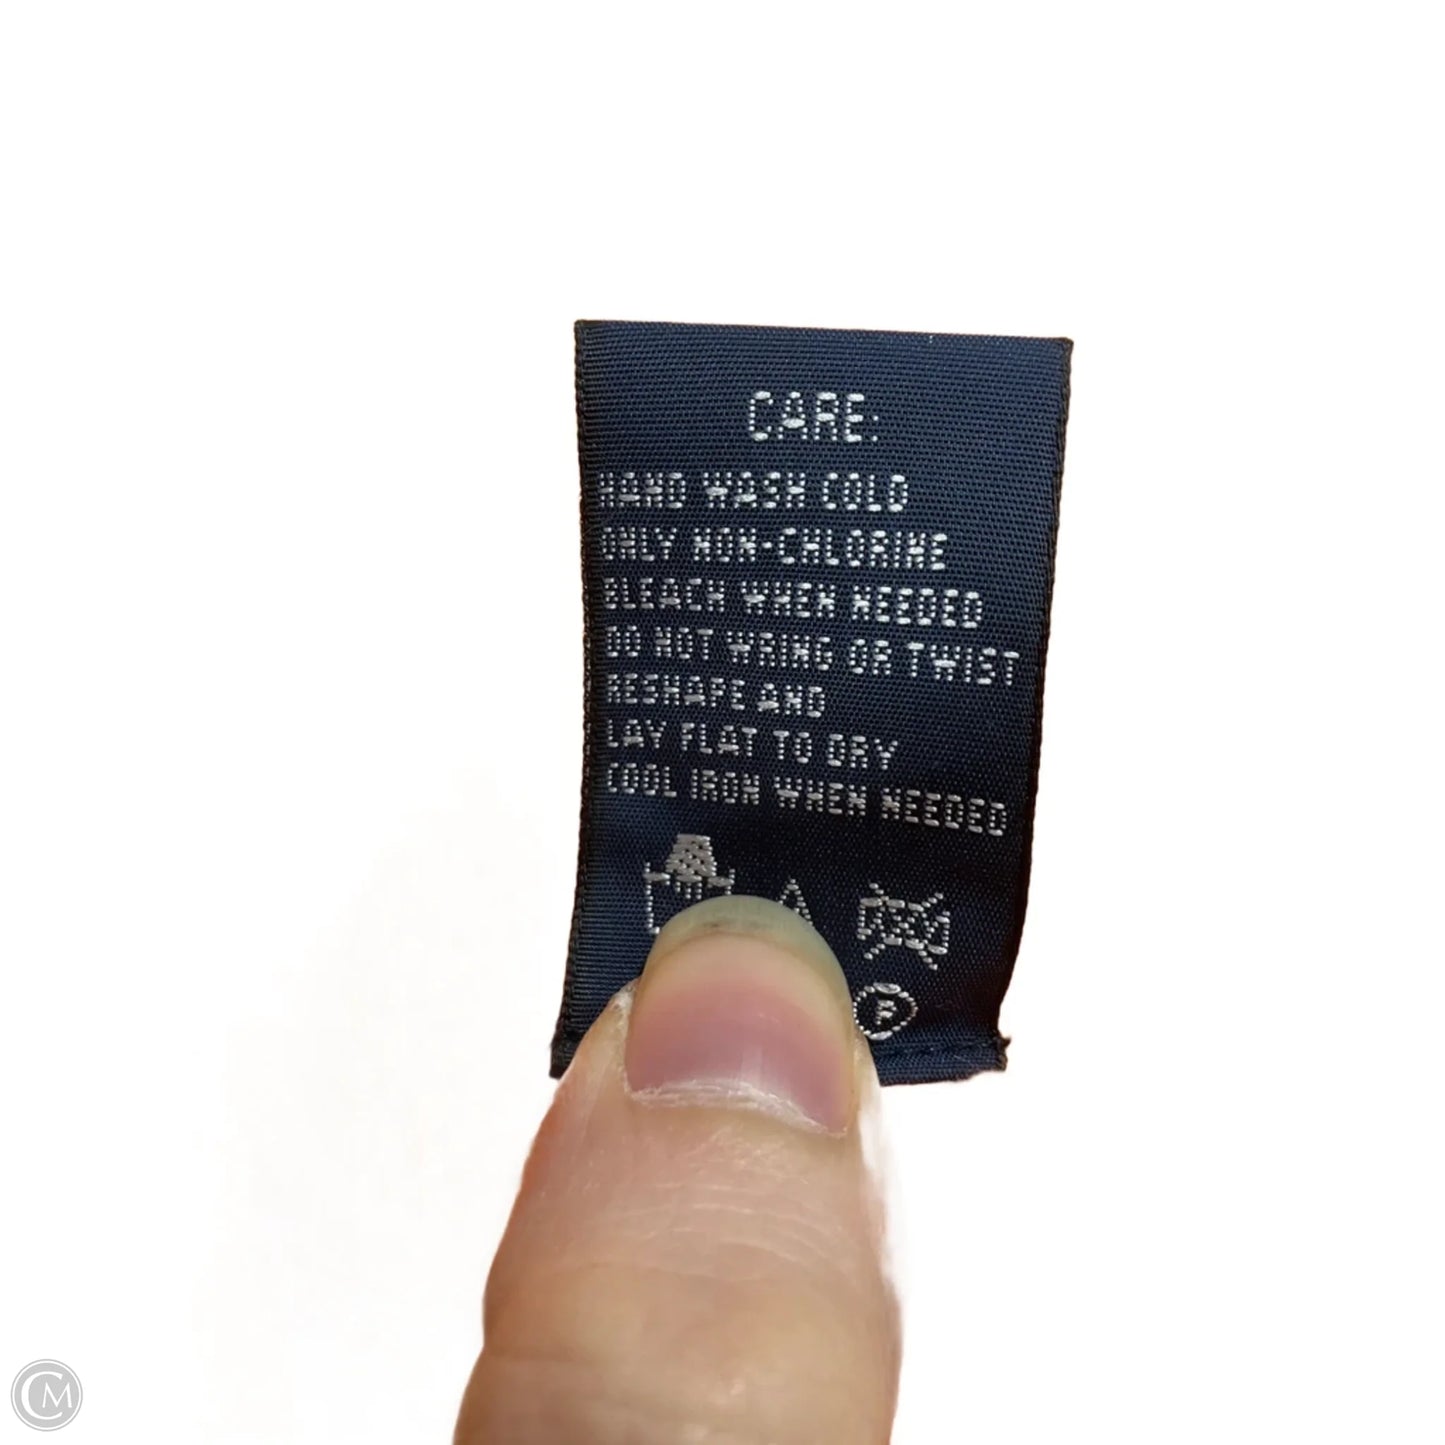 CARE:
HAND WASH COLD
ONLY NON-CHLORINE
BLEACH WHEN NEEDED
DO NOT WRING OR TWIST
RESHAPE AND
LAY FLAT TO DRY
COOL IRON WHEN NEEDED
P
CM